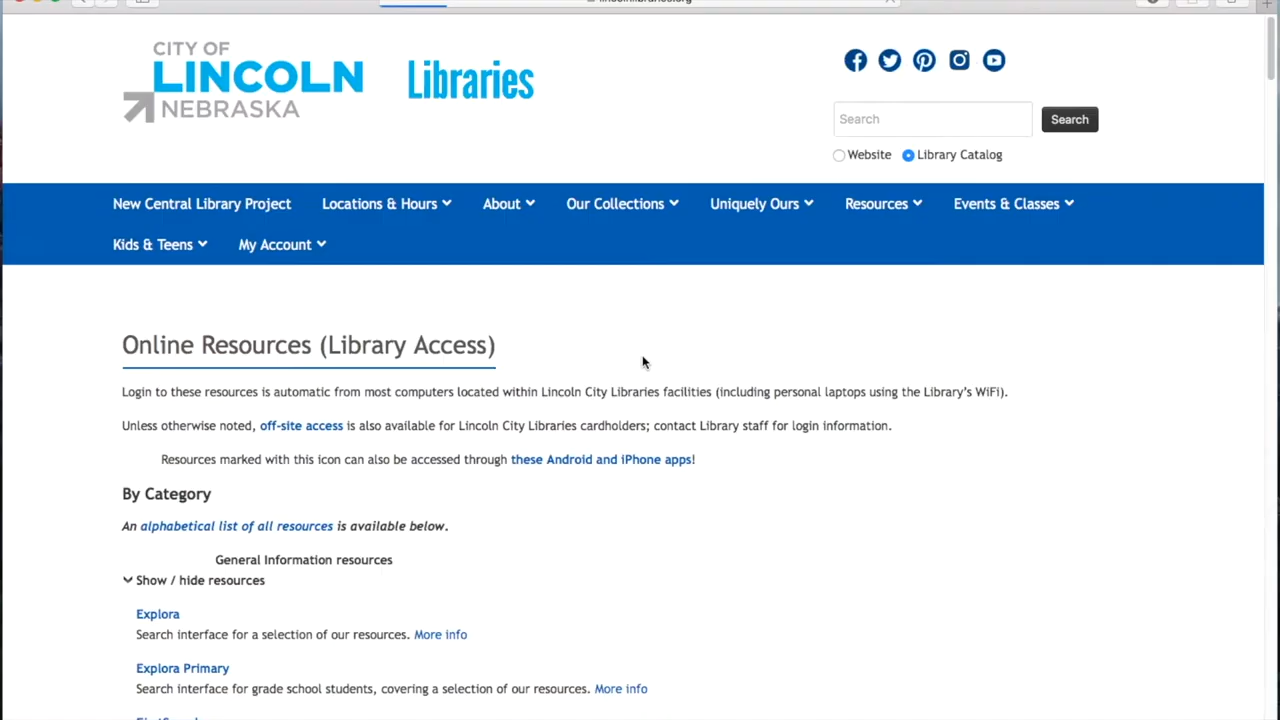 CITY OF
LINCOLN
NEBRASKA
Libraries
Search
Search
Website
Library Catalog
New Central Library Project
Locations & Hours
About
Our Collections
Uniquely Ours
Resources
Events & Classes
Kids & Teens
My Account
Online Resources (Library Access)
Login to these resources is automatic from most computers located within Lincoln City Libraries facilities (including personal laptops using the Library's WiFi).
Unless otherwise noted, off-site access is also available for Lincoln City Libraries cardholders; contact Library staff for login information.
Resources marked with this icon can also be accessed through these Android and iPhone apps!
By Category
An alphabetical list of all resources is available below.
General Information resources
Show / hide resources
Explora
Search interface for a selection of our resources. More info
Explora Primary
Search interface for grade school students, covering a selection of our resources. More info